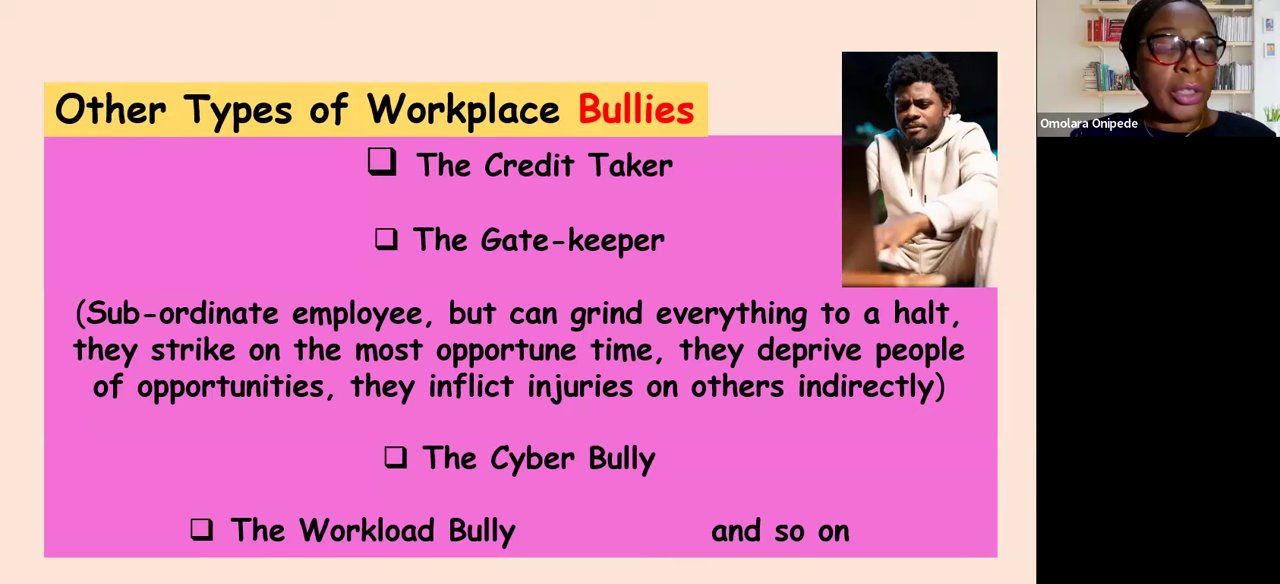 Other Types of Workplace Bullies
❑ The Credit Taker
❑ The Gate-keeper
(Sub-ordinate employee, but can grind everything to a halt,
they strike on the most opportune time, they deprive people
of opportunities, they inflict injuries on others indirectly)
❑ The Cyber Bully
❑ The Workload Bully and so on
Omolara Onipede